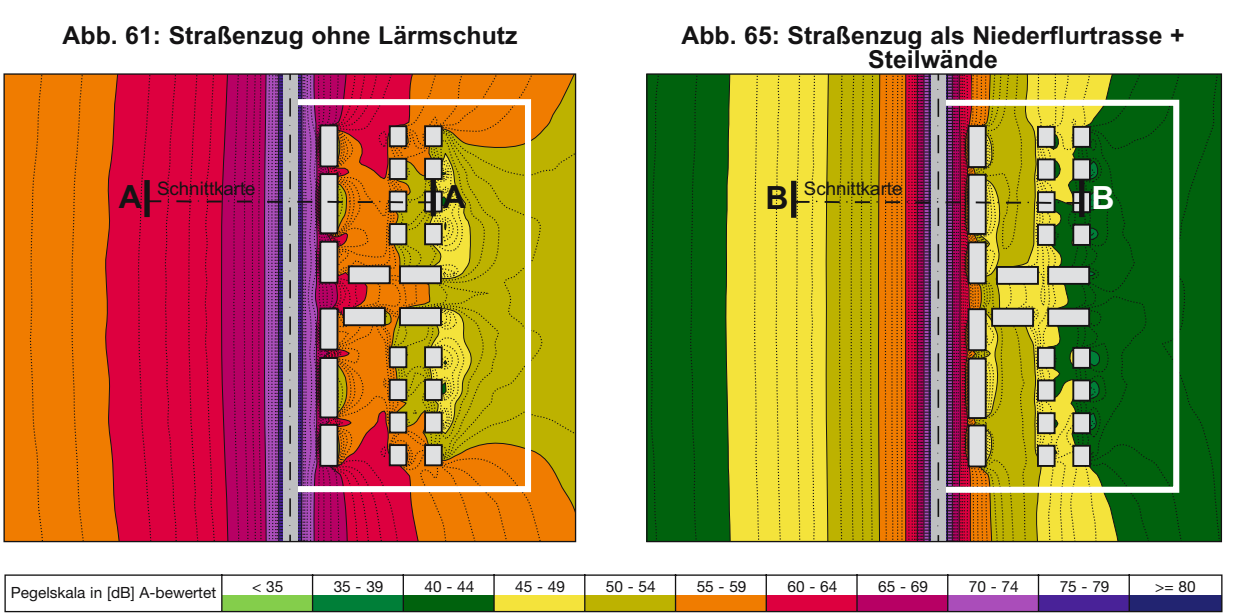 Abb. 61: Straßenzug ohne Lärmschutz
Abb. 65: Straßenzug als Niederflurtrasse +
Steilwände
A Schnittkarte A
B Schnittkarte B
Pegelskala in [dB] A-bewertet < 35 35 - 39 40 - 44 45 - 49 50 - 54 55 - 59 60 - 64 65 - 69 70 - 74 75 - 79 >= 80